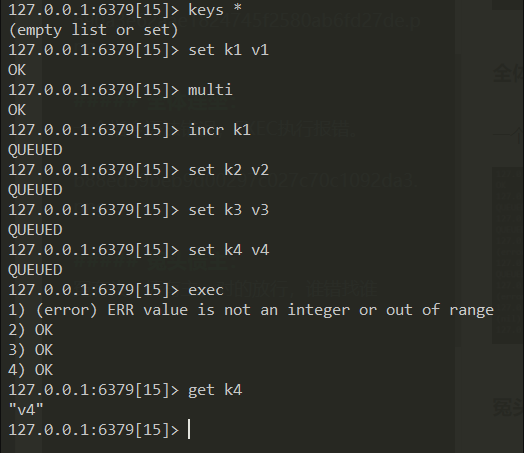 127.0.0.1:6379[15]> keys *
(empty list or set)
127.0.0.1:6379[15]> set k1 v1
OK
127.0.0.1:6379[15]> multi
OK
127.0.0.1:6379[15]> incr k1
QUEUED
127.0.0.1:6379[15]> set k2 v2
QUEUED
127.0.0.1:6379[15]> set k3 v3
QUEUED
127.0.0.1:6379[15]> set k4 v4
QUEUED
127.0.0.1:6379[15]> exec
1) (error) ERR value is not an integer or out of range
2) OK
3) OK
4) OK
127.0.0.1:6379[15]> get k4
"v4"
127.0.0.1:6379[15]>